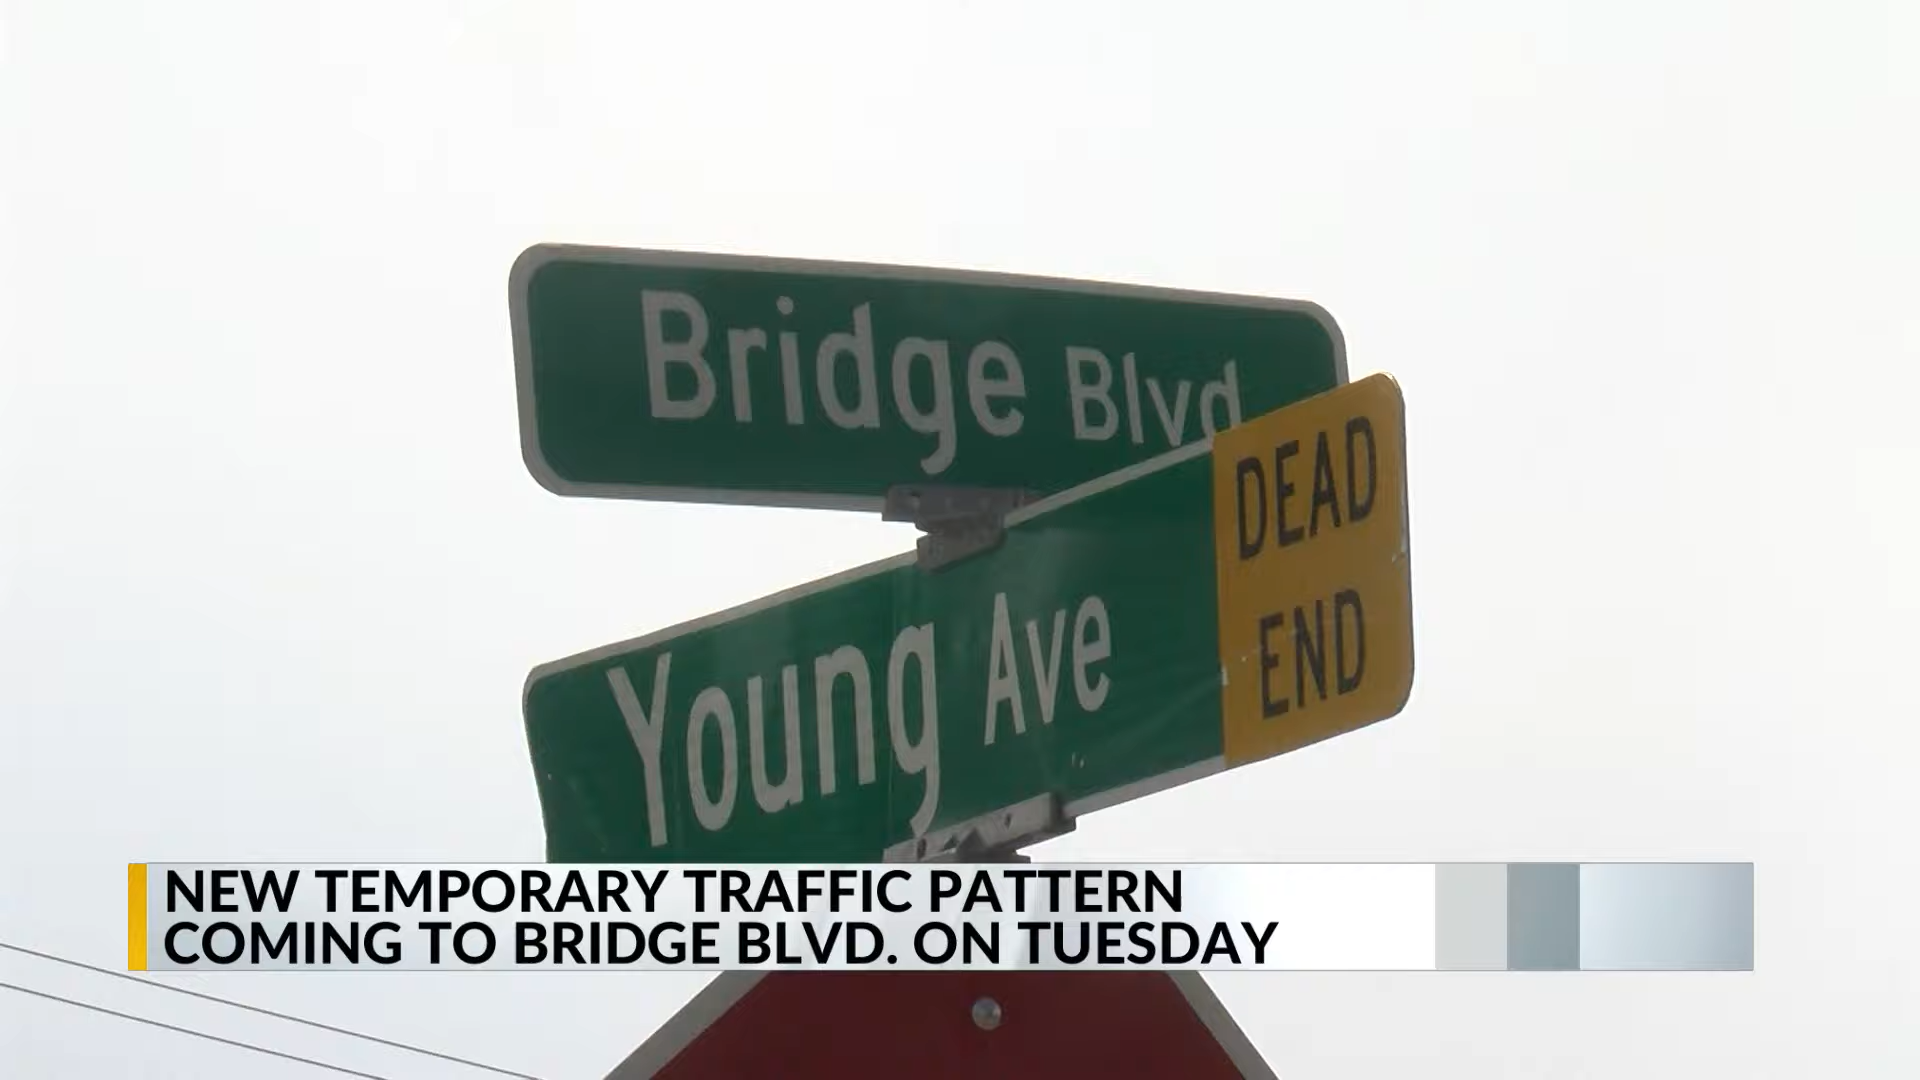 Bridge Blvd
Young Ave
DEAD
END
NEW TEMPORARY TRAFFIC PATTERN
COMING TO BRIDGE BLVD. ON TUESDAY